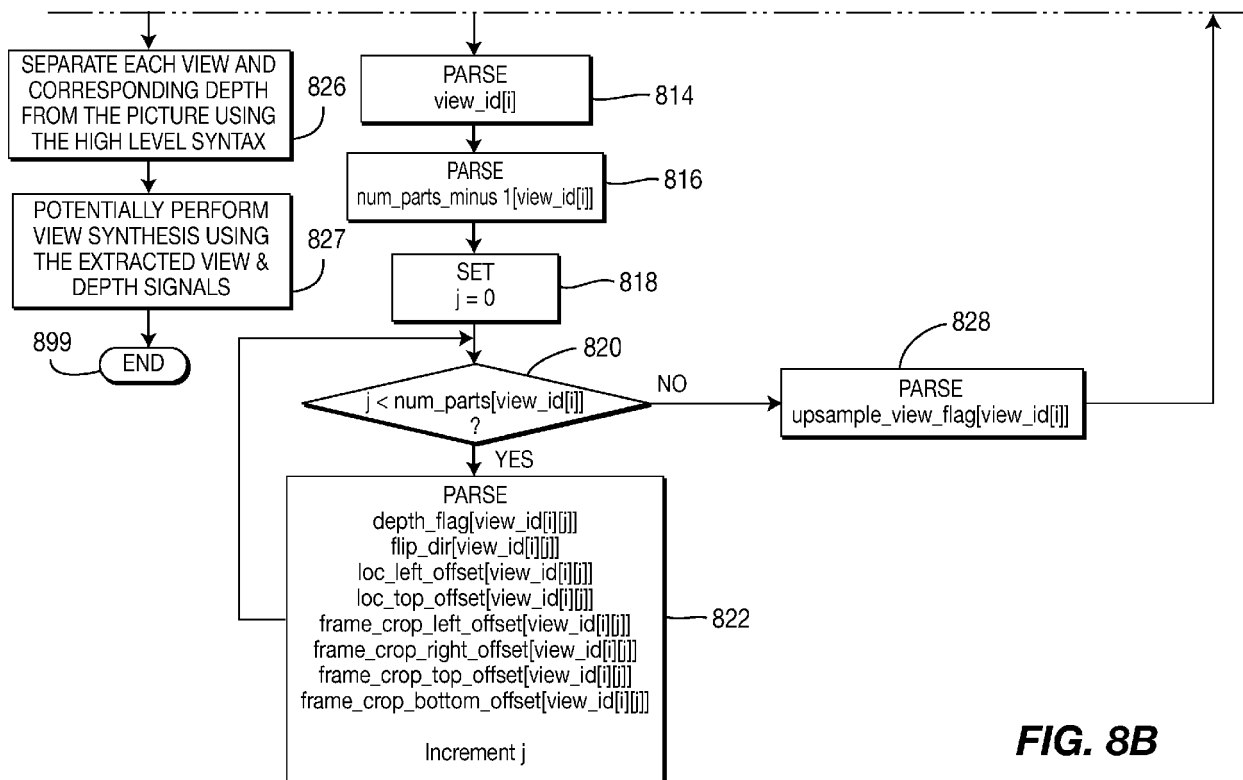 SEPARATE EACH VIEW AND
CORRESPONDING DEPTH
FROM THE PICTURE USING
THE HIGH LEVEL SYNTAX
826
POTENTIALLY PERFORM
VIEW SYNTHESIS USING
THE EXTRACTED VIEW &
DEPTH SIGNALS
827
899
END
PARSE
view_id[i]
814
PARSE
num_parts_minus 1[view_id[i]]
816
SET
j = 0
818
820
j < num_parts[view_id[i]]
?
NO
YES
828
PARSE
upsample_view_flag[view_id[i]]
PARSE
depth_flag[view_id[i][j]]
flip_dir[view_id[i][j]]
loc_left_offset[view_id[i][j]]
loc_top_offset[view_id[i][j]]
frame_crop_left_offset[view_id[i][j]]
frame_crop_right_offset[view_id[i][j]]
frame_crop_top_offset[view_id[i][j]]
frame_crop_bottom_offset[view_id[i][j]]
Increment j
822
FIG. 8B